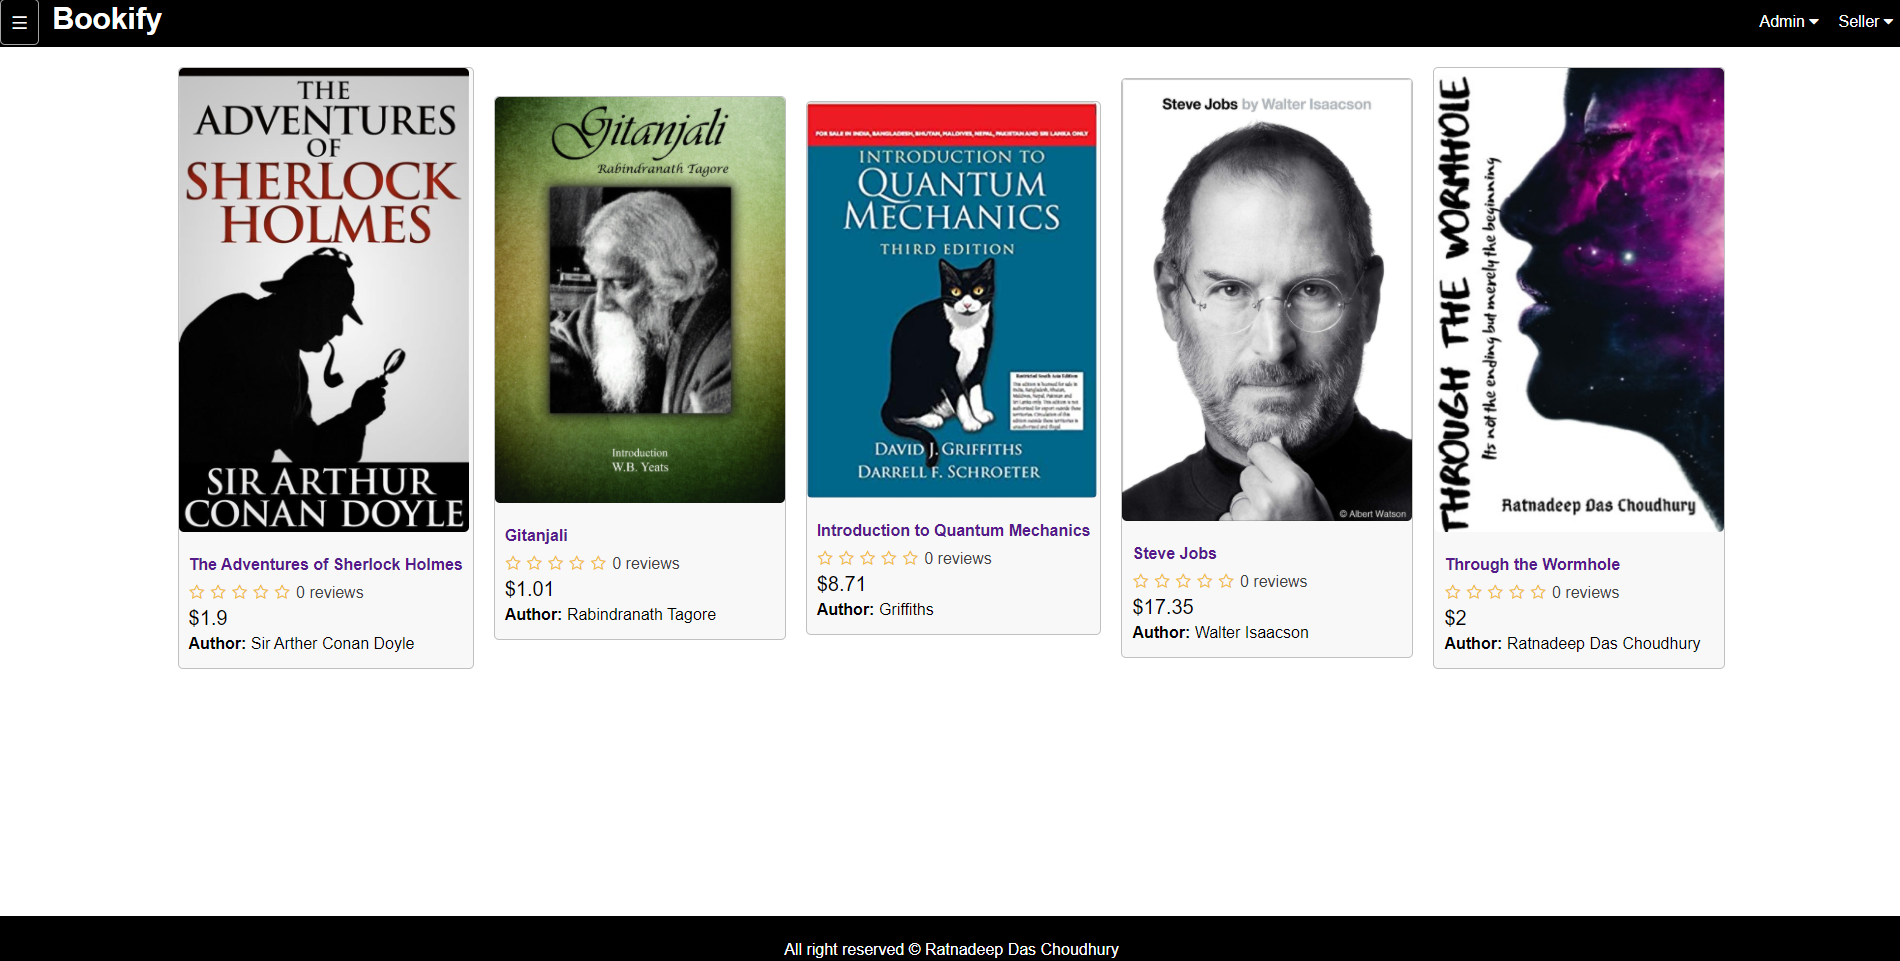 ☰ Bookify Admin Seller
THE
ADVENTURES
OF
SHERLOCK
HOLMES
SIR ARTHUR
CONAN DOYLE
The Adventures of Sherlock Holmes
0 reviews
$1.9
Author: Sir Arther Conan Doyle
Gitanjali
Rabindranath Tagore
Introduction
W.B. Yeats
Gitanjali
0 reviews
$1.01
Author: Rabindranath Tagore
FOR SALE IN INDIA, BANGLADESH, BHUTAN, MALDIVES, NEPAL, PAKISTAN AND SRI LANKA ONLY
INTRODUCTION TO
QUANTUM
MECHANICS
THIRD EDITION
Restricted South Asia Edition
DAVID J. GRIFFITHS
DARRELL F. SCHROETER
Introduction to Quantum Mechanics
0 reviews
$8.71
Author: Griffiths
Steve Jobs by Walter Isaacson
© Albert Watson
Steve Jobs
0 reviews
$17.35
Author: Walter Isaacson
THROUGH THE WORMHOLE
Its not the ending but merely the beginning
Ratnadeep Das Choudhury
Through the Wormhole
0 reviews
$2
Author: Ratnadeep Das Choudhury
All right reserved © Ratnadeep Das Choudhury